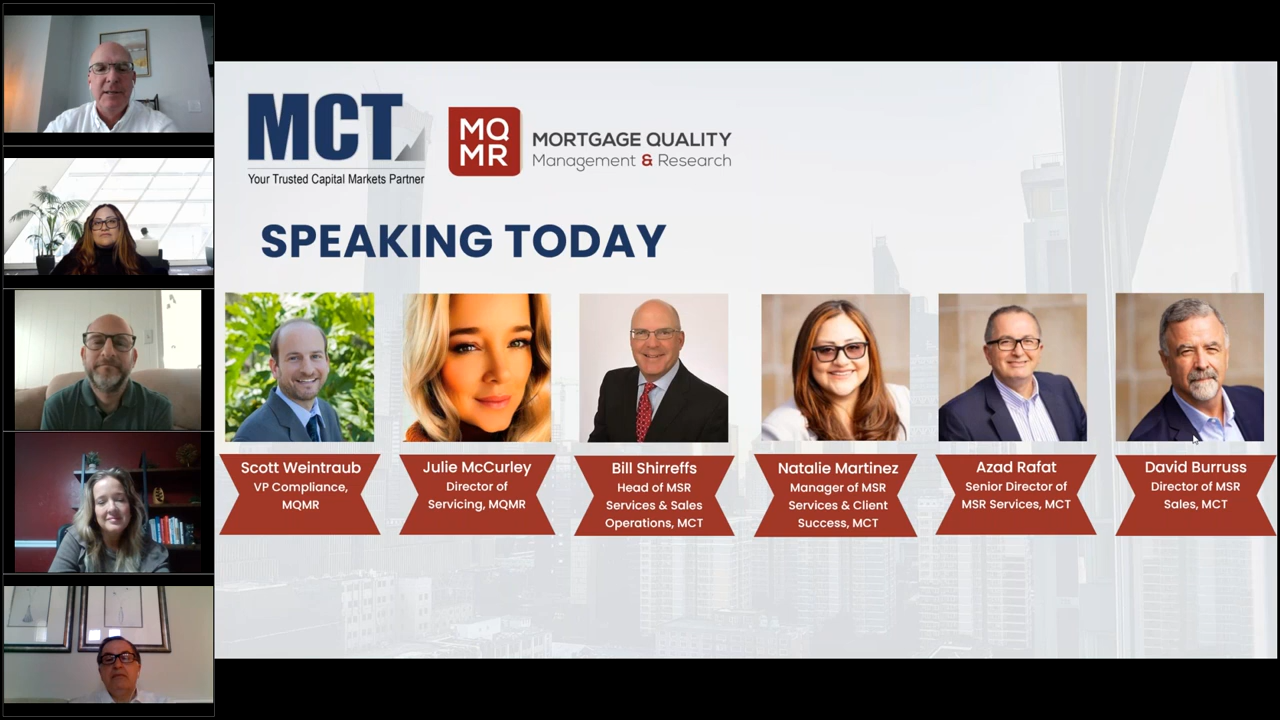 MCT
Your Trusted Capital Markets Partner
MQ
MR
MORTGAGE QUALITY
Management & Research
SPEAKING TODAY
Scott Weintraub
VP Compliance,
MQMR
Julie McCurley
Director of
Servicing, MQMR
Bill Shirreffs
Head of MSR
Services & Sales
Operations, MCT
Natalie Martinez
Manager of MSR
Services & Client
Success, MCT
Azad Rafat
Senior Director of
MSR Services, MCT
David Burruss
Director of MSR
Sales, MCT